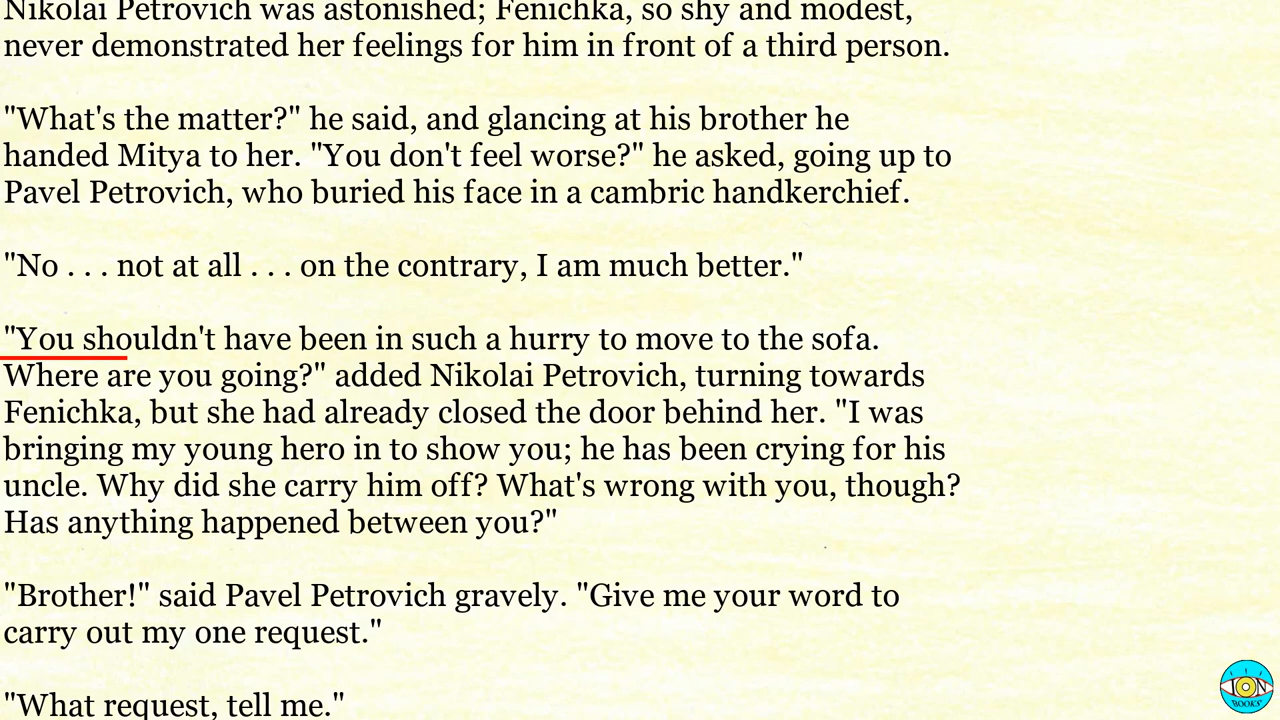 Nikolai Petrovich was astonished; Fenichka, so shy and modest,
never demonstrated her feelings for him in front of a third person.
"What's the matter?" he said, and glancing at his brother he
handed Mitya to her. "You don't feel worse?" he asked, going up to
Pavel Petrovich, who buried his face in a cambric handkerchief.
"No . . . not at all . . . on the contrary, I am much better."
"You shouldn't have been in such a hurry to move to the sofa.
Where are you going?" added Nikolai Petrovich, turning towards
Fenichka, but she had already closed the door behind her. "I was
bringing my young hero in to show you; he has been crying for his
uncle. Why did she carry him off? What's wrong with you, though?
Has anything happened between you?"
"Brother!" said Pavel Petrovich gravely. "Give me your word to
carry out my one request."
"What request, tell me."
ION
BOOKS